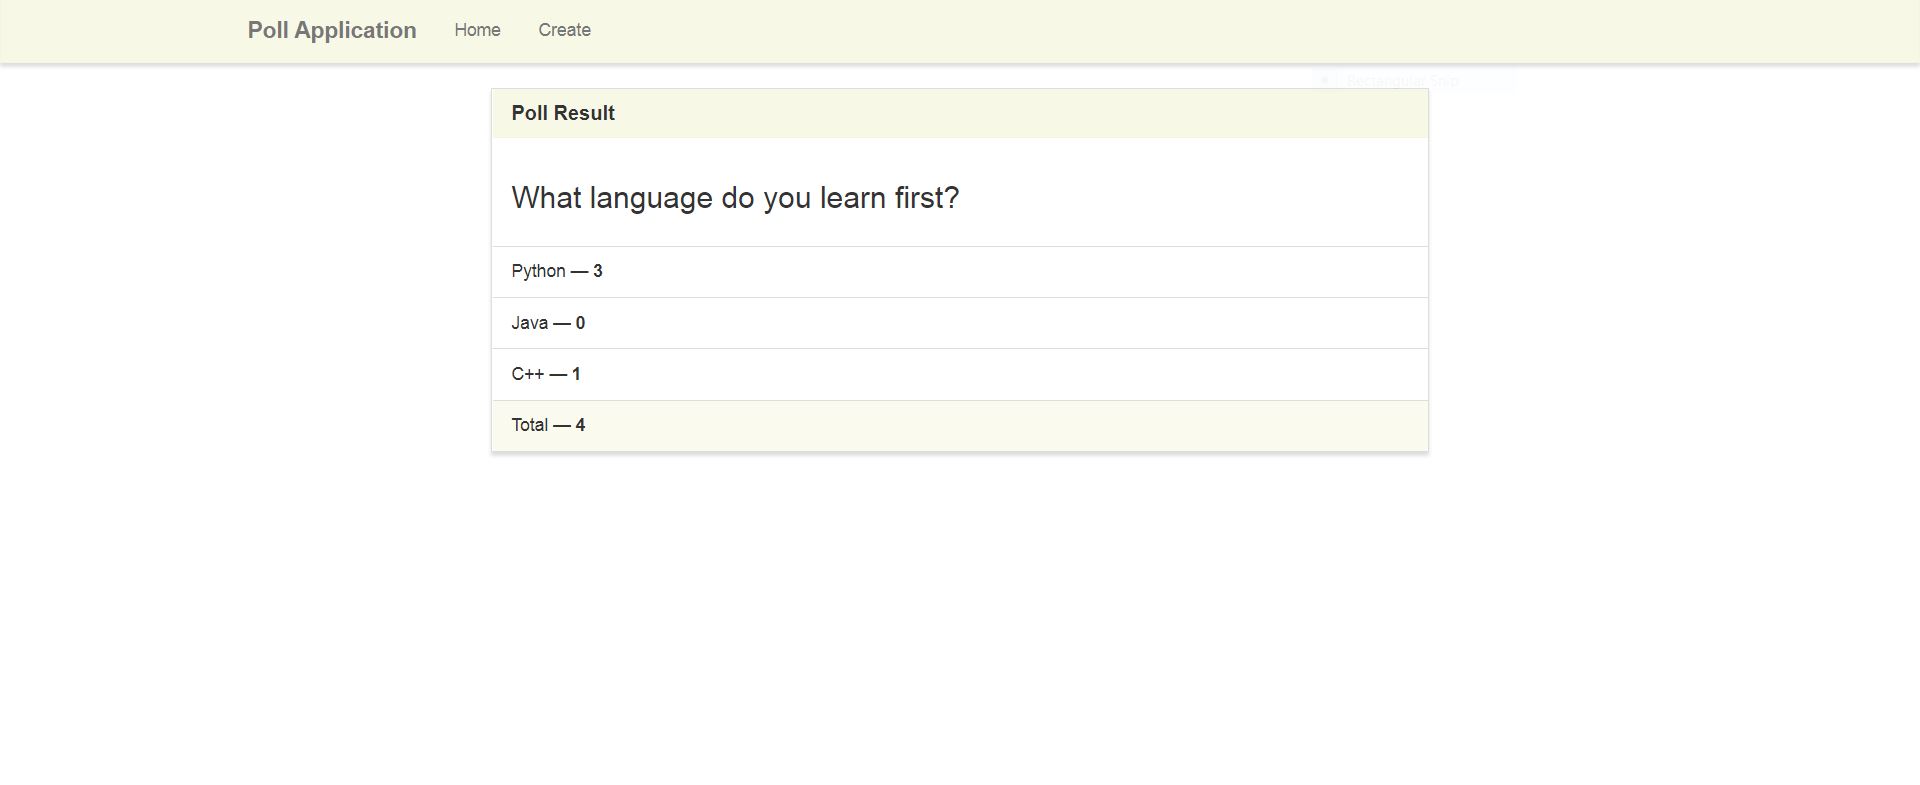 Poll Application Home Create
Rectangular Snip
Poll Result
What language do you learn first?
Python — 3
Java — 0
C++ — 1
Total — 4